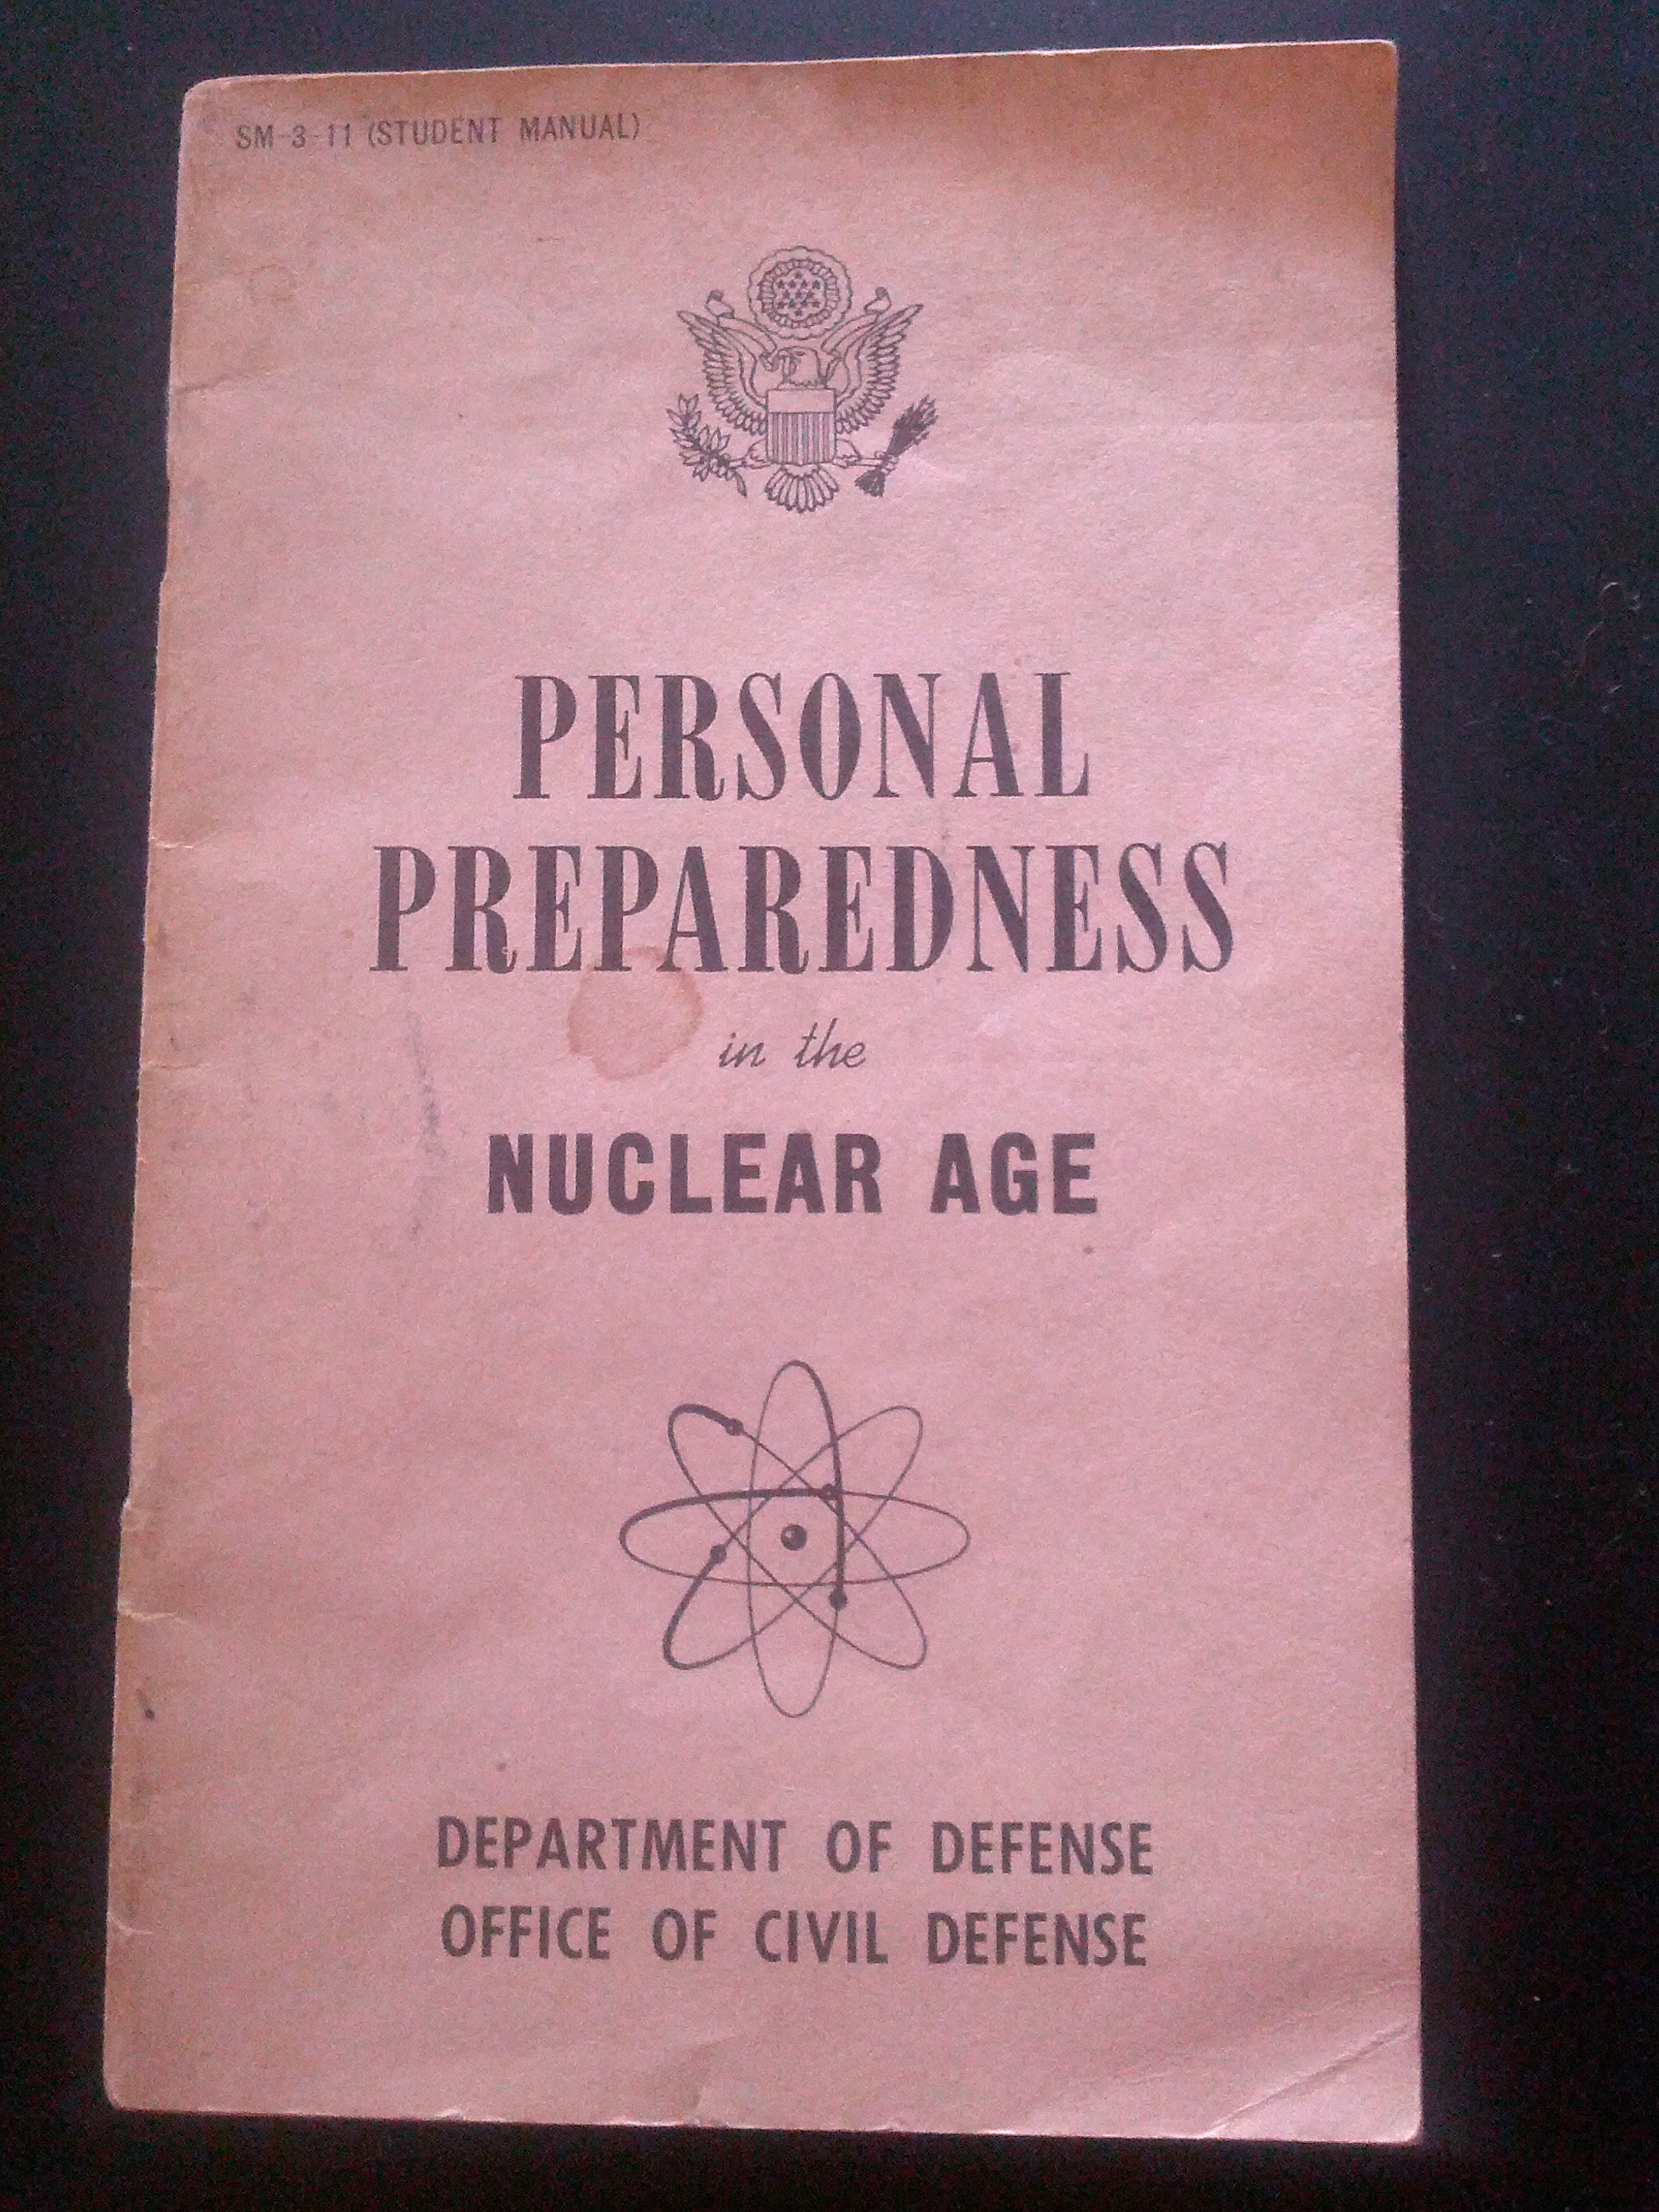 SM-3-11 (STUDENT MANUAL)
PERSONAL
PREPAREDNESS
in the
NUCLEAR AGE
DEPARTMENT OF DEFENSE
OFFICE OF CIVIL DEFENSE